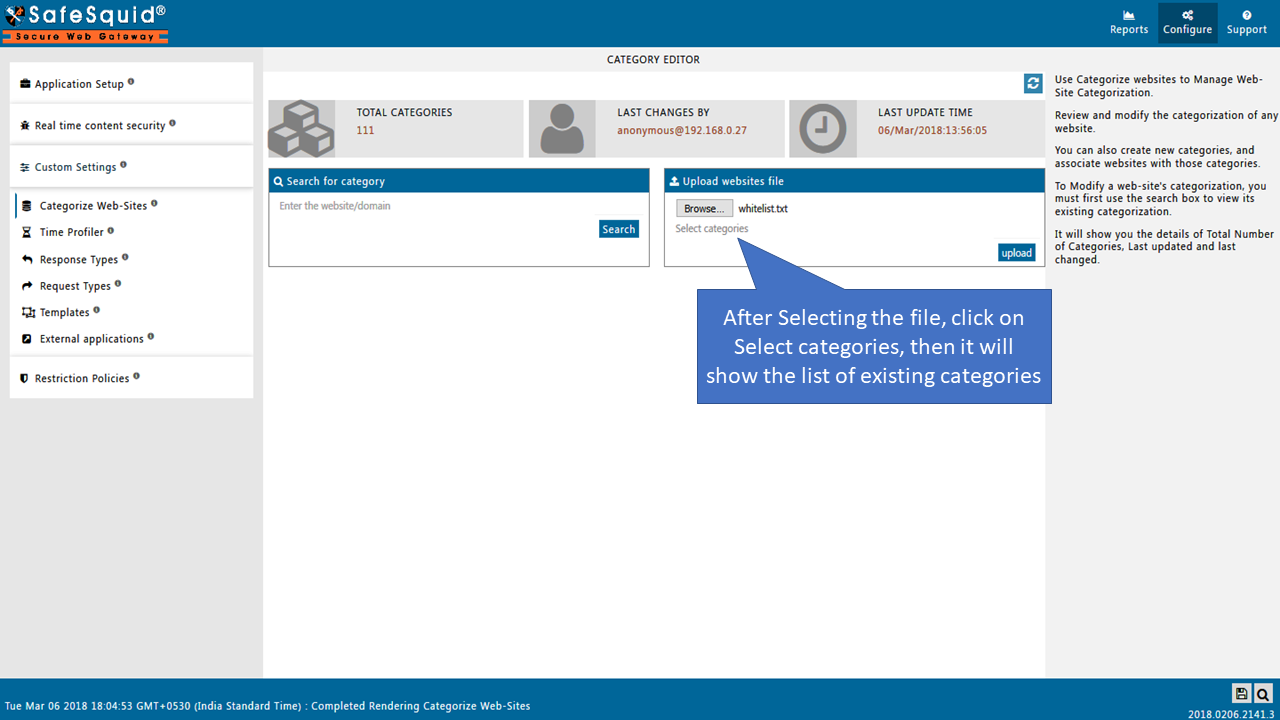 SafeSquid®
Secure Web Gateway
Reports
Configure
Support
Application Setup
Real time content security
Custom Settings
Categorize Web-Sites
Time Profiler
Response Types
Request Types
Templates
External applications
Restriction Policies
CATEGORY EDITOR
TOTAL CATEGORIES
111
LAST CHANGES BY
anonymous@192.168.0.27
LAST UPDATE TIME
06/Mar/2018:13:56:05
Search for category
Enter the website/domain
Search
Upload websites file
Browse... whitelist.txt
Select categories
upload
After Selecting the file, click on
Select categories, then it will
show the list of existing categories
Use Categorize websites to Manage Web-
Site Categorization.
Review and modify the categorization of any
website.
You can also create new categories, and
associate websites with those categories.
To Modify a web-site's categorization, you
must first use the search box to view its
existing categorization.
It will show you the details of Total Number
of Categories, Last updated and last
changed.
Tue Mar 06 2018 18:04:53 GMT+0530 (India Standard Time) : Completed Rendering Categorize Web-Sites
2018.0206.2141.3